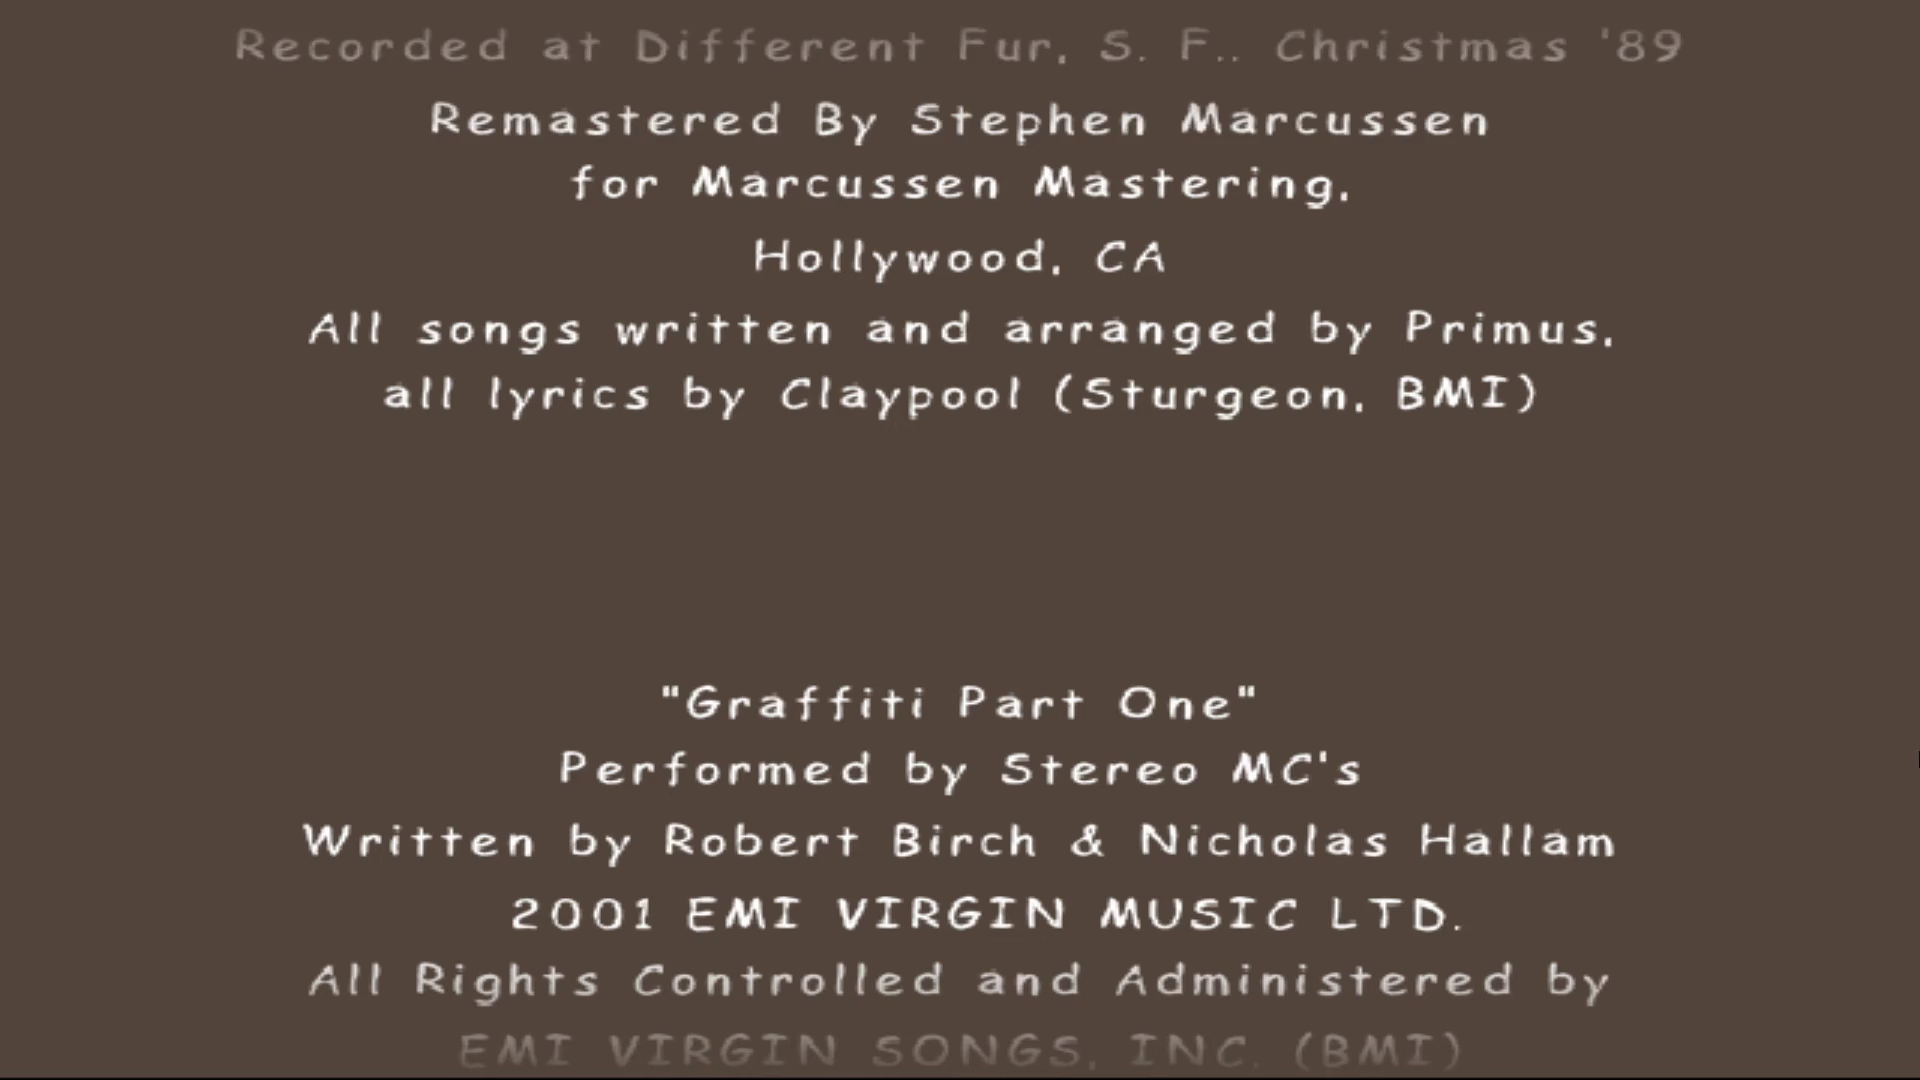 Recorded at Different Fur, S. F.. Christmas '89
Remastered By Stephen Marcussen
for Marcussen Mastering,
Hollywood, CA
All songs written and arranged by Primus,
all lyrics by Claypool (Sturgeon, BMI)
"Graffiti Part One"
Performed by Stereo MC's
Written by Robert Birch & Nicholas Hallam
2001 EMI VIRGIN MUSIC LTD.
All Rights Controlled and Administered by
EMI VIRGIN SONGS, INC. (BMI)